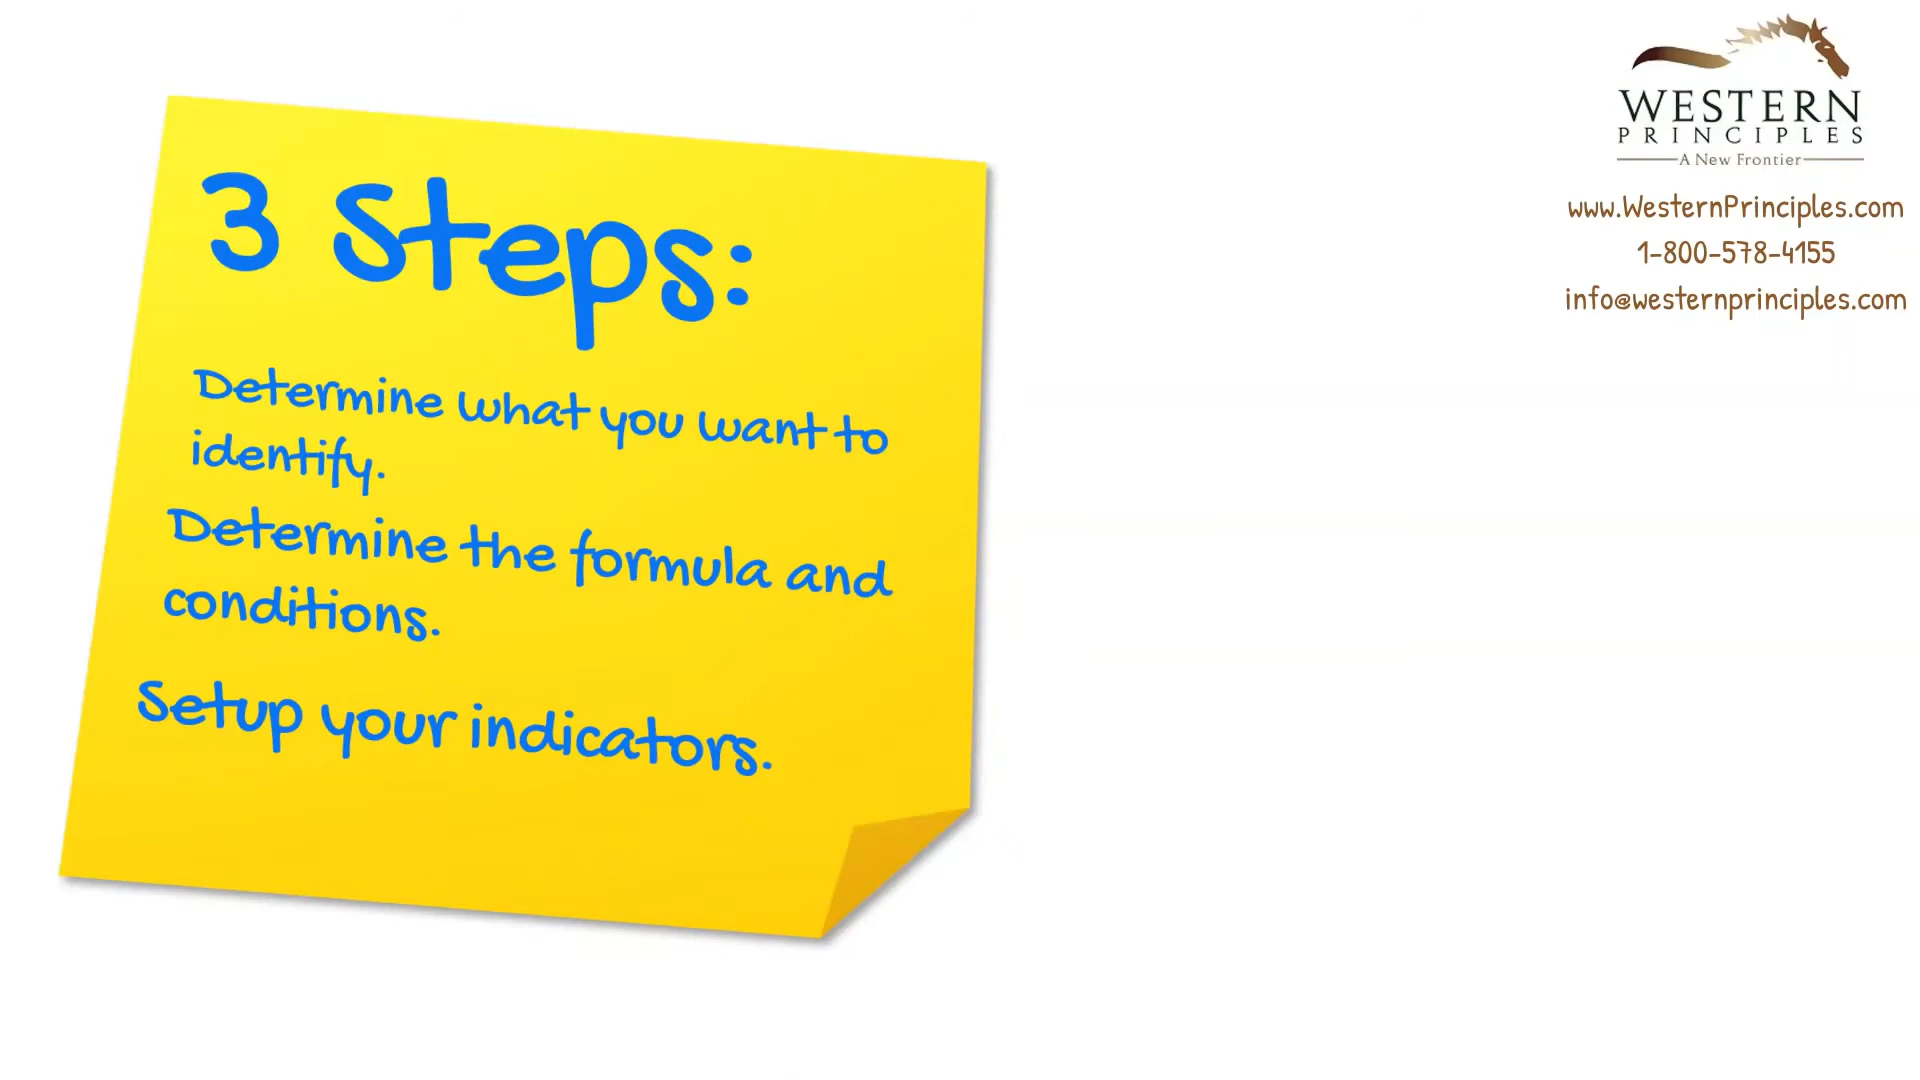 3 Steps:
Determine what you want to
identify.
Determine the formula and
conditions.
Setup your indicators.
WESTERN
PRINCIPLES
A New Frontier
www.WesternPrinciples.com
1-800-578-4155
info@westernprinciples.com